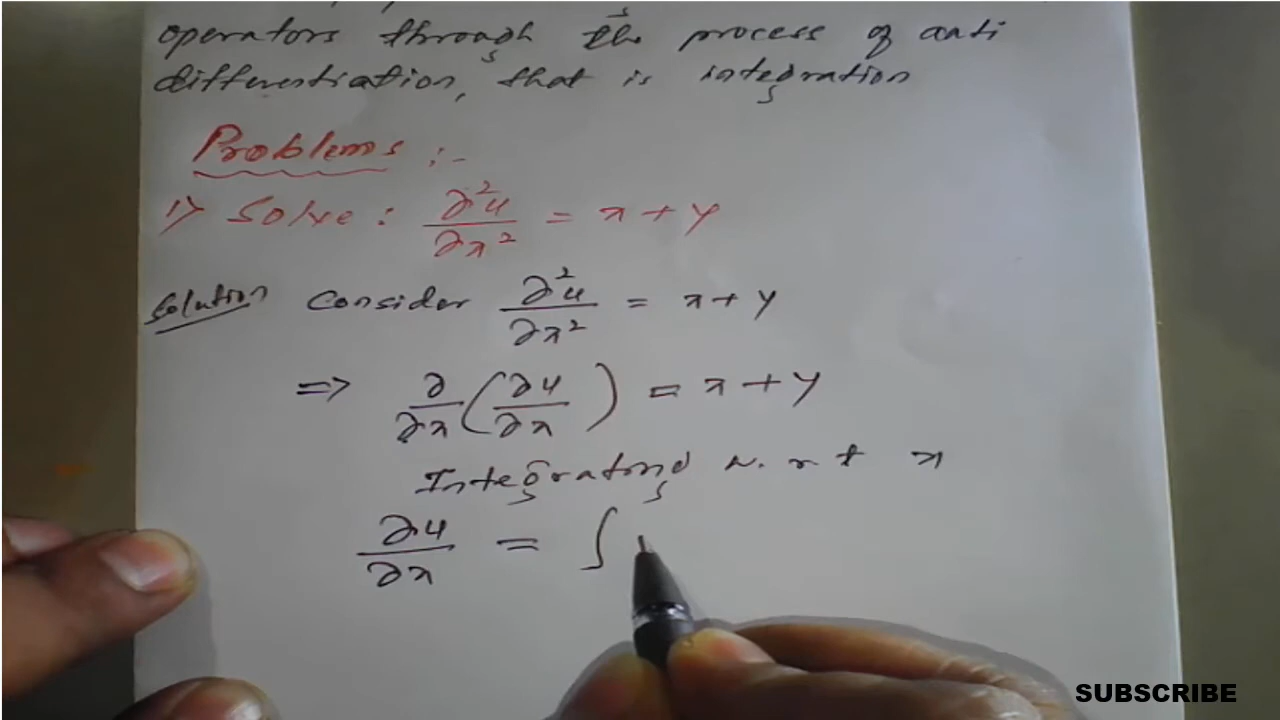 operators through the process of anti
differentiation, that is integration
Problems :-
1> Solve : ∂²u/∂x² = x + y
Solution Consider ∂²u/∂x² = x + y
=> ∂/∂x (∂u/∂x) = x + y
Integrating w.r.t x
∂u/∂x = ∫
SUBSCRIBE